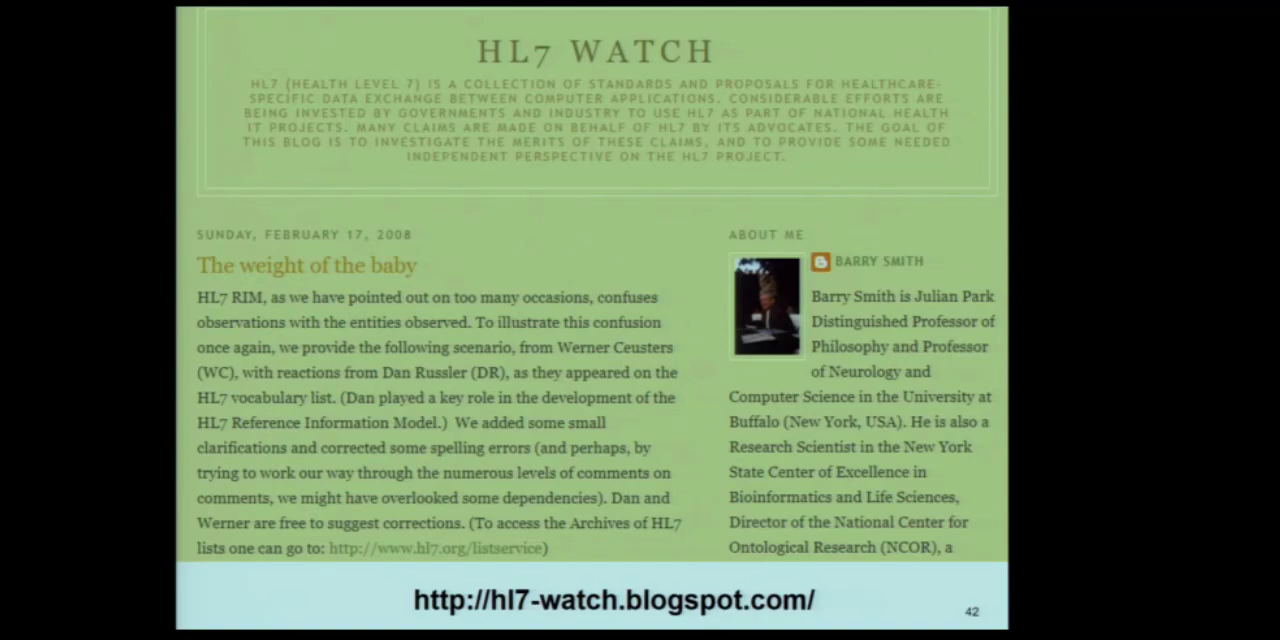 HL7 WATCH
HL7 (HEALTH LEVEL 7) IS A COLLECTION OF STANDARDS AND PROPOSALS FOR HEALTHCARE-
SPECIFIC DATA EXCHANGE BETWEEN COMPUTER APPLICATIONS. CONSIDERABLE EFFORTS ARE
BEING INVESTED BY GOVERNMENTS AND INDUSTRY TO USE HL7 AS PART OF NATIONAL HEALTH
IT PROJECTS. MANY CLAIMS ARE MADE ON BEHALF OF HL7 BY ITS ADVOCATES. THE GOAL OF
THIS BLOG IS TO INVESTIGATE THE MERITS OF THESE CLAIMS, AND TO PROVIDE SOME NEEDED
INDEPENDENT PERSPECTIVE ON THE HL7 PROJECT.
SUNDAY, FEBRUARY 17, 2008
The weight of the baby
HL7 RIM, as we have pointed out on too many occasions, confuses
observations with the entities observed. To illustrate this confusion
once again, we provide the following scenario, from Werner Ceusters
(WC), with reactions from Dan Russler (DR), as they appeared on the
HL7 vocabulary list. (Dan played a key role in the development of the
HL7 Reference Information Model.) We added some small
clarifications and corrected some spelling errors (and perhaps, by
trying to work our way through the numerous levels of comments on
comments, we might have overlooked some dependencies). Dan and
Werner are free to suggest corrections. (To access the Archives of HL7
lists one can go to: http://www.hl7.org/listservice)
ABOUT ME
BARRY SMITH
Barry Smith is Julian Park
Distinguished Professor of
Philosophy and Professor
of Neurology and
Computer Science in the University at
Buffalo (New York, USA). He is also a
Research Scientist in the New York
State Center of Excellence in
Bioinformatics and Life Sciences,
Director of the National Center for
Ontological Research (NCOR), a
http://hl7-watch.blogspot.com/
42